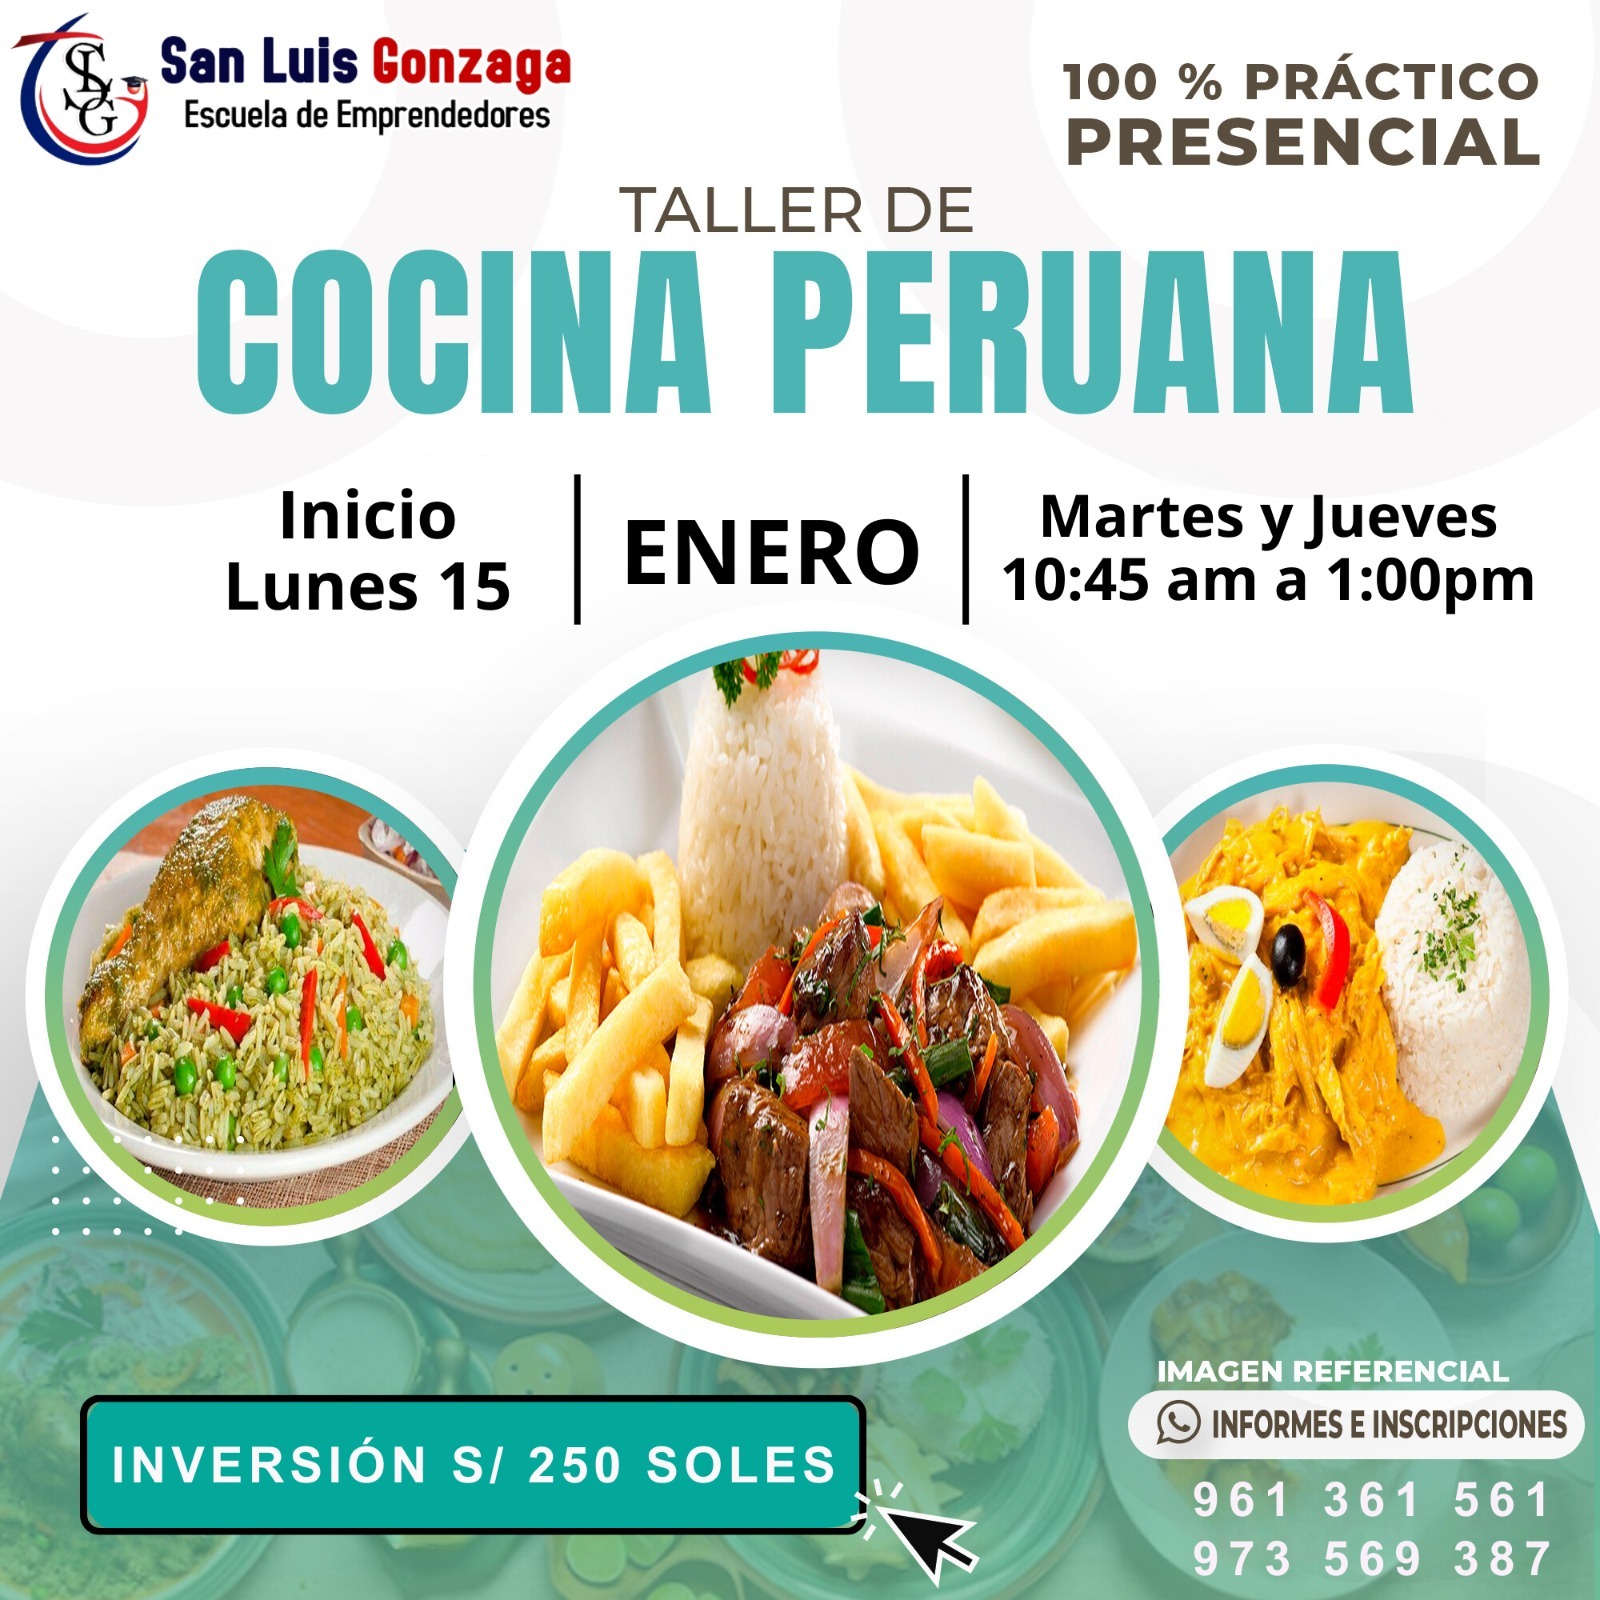 San Luis Gonzaga
Escuela de Emprendedores
100 % PRÁCTICO
PRESENCIAL
TALLER DE
COCINA PERUANA
Inicio
Lunes 15
ENERO
Martes y Jueves
10:45 am a 1:00pm
INVERSIÓN S/ 250 SOLES
IMAGEN REFERENCIAL
INFORMES E INSCRIPCIONES
961 361 561
973 569 387